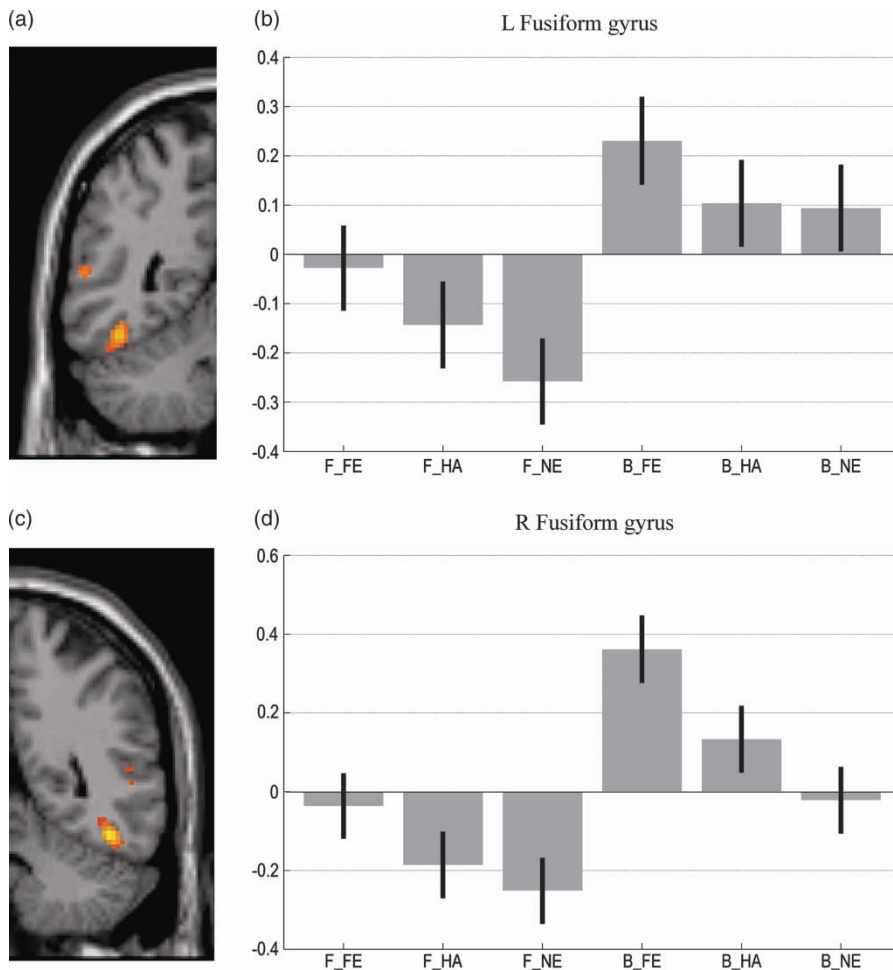 (a)
(b)
L Fusiform gyrus
0.4
0.3
0.2
0.1
0
-0.1
-0.2
-0.3
-0.4
F_FE F_HA F_NE B_FE B_HA B_NE
(c)
(d)
R Fusiform gyrus
0.6
0.4
0.2
0
-0.2
-0.4
F_FE F_HA F_NE B_FE B_HA B_NE